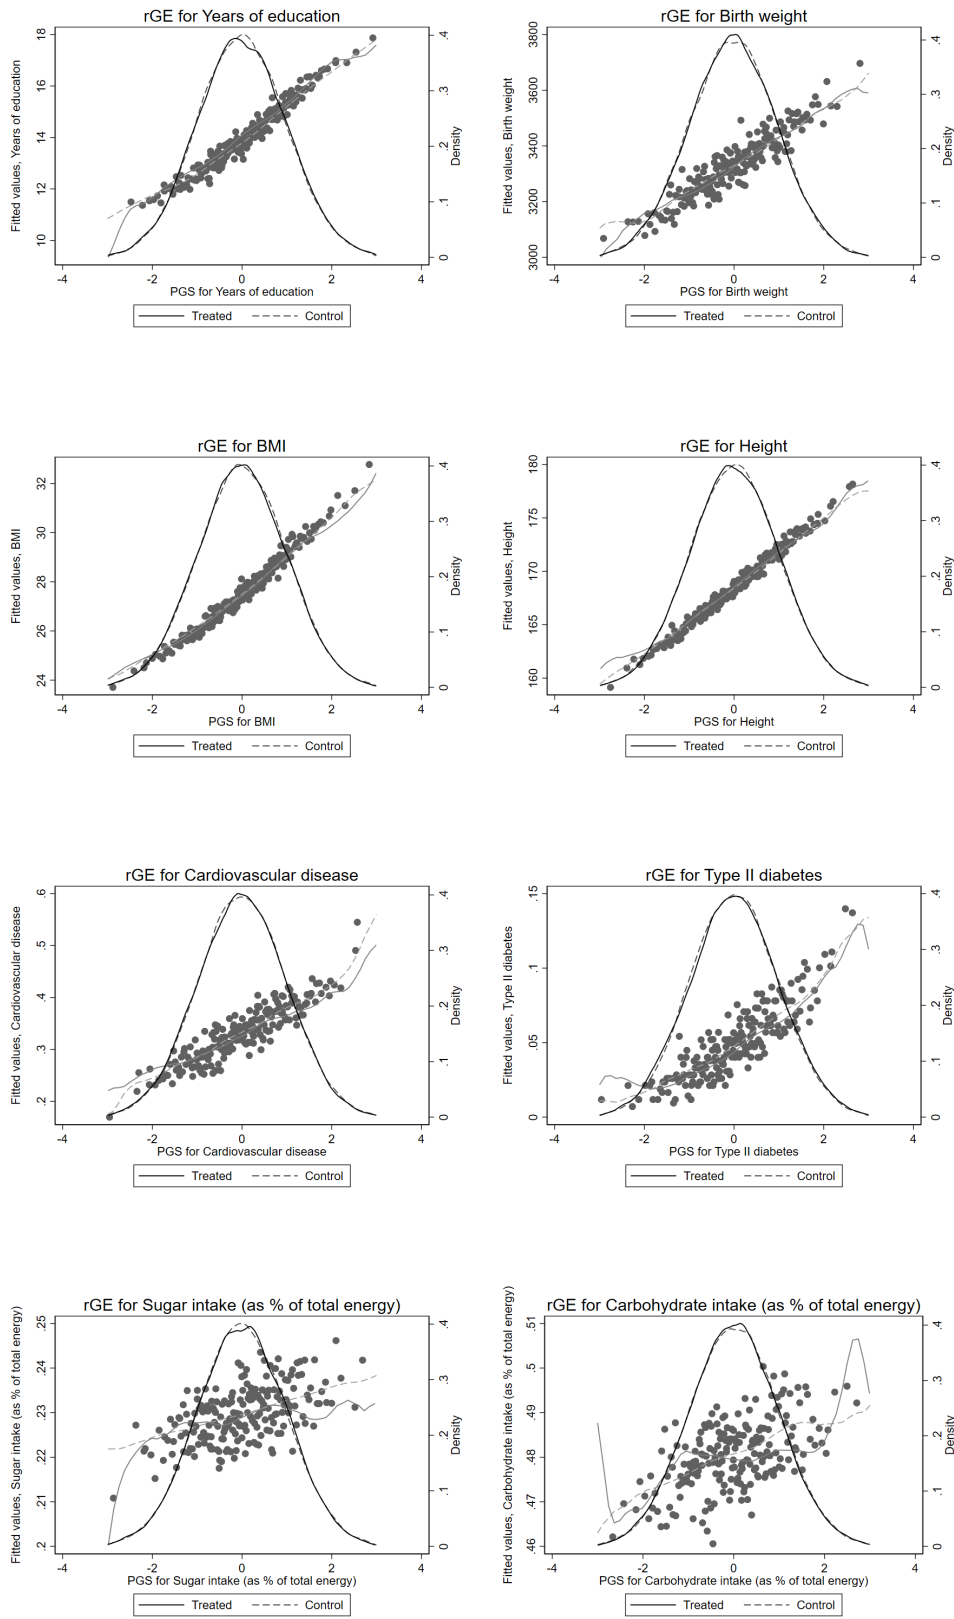 rGE for Years of education
Fitted values, Years of education
18
16
14
12
10
.4
.3
.2
.1
0
Density
-4
-2
0
2
4
PGS for Years of education
Treated
Control
rGE for Birth weight
Fitted values, Birth weight
3800
3600
3400
3200
3000
.4
.3
.2
.1
0
Density
-4
-2
0
2
4
PGS for Birth weight
Treated
Control
rGE for BMI
Fitted values, BMI
32
30
28
26
24
.4
.3
.2
.1
0
Density
-4
-2
0
2
4
PGS for BMI
Treated
Control
rGE for Height
Fitted values, Height
180
175
170
165
160
.4
.3
.2
.1
0
Density
-4
-2
0
2
4
PGS for Height
Treated
Control
rGE for Cardiovascular disease
Fitted values, Cardiovascular disease
.6
.5
.4
.3
.2
.4
.3
.2
.1
0
Density
-4
-2
0
2
4
PGS for Cardiovascular disease
Treated
Control
rGE for Type II diabetes
Fitted values, Type II diabetes
.15
.1
.05
0
.4
.3
.2
.1
0
Density
-4
-2
0
2
4
PGS for Type II diabetes
Treated
Control
rGE for Sugar intake (as % of total energy)
Fitted values, Sugar intake (as % of total energy)
.25
.24
.23
.22
.21
.2
.4
.3
.2
.1
0
Density
-4
-2
0
2
4
PGS for Sugar intake (as % of total energy)
Treated
Control
rGE for Carbohydrate intake (as % of total energy)
Fitted values, Carbohydrate intake (as % of total energy)
.51
.5
.49
.48
.47
.46
.4
.3
.2
.1
0
Density
-4
-2
0
2
4
PGS for Carbohydrate intake (as % of total energy)
Treated
Control